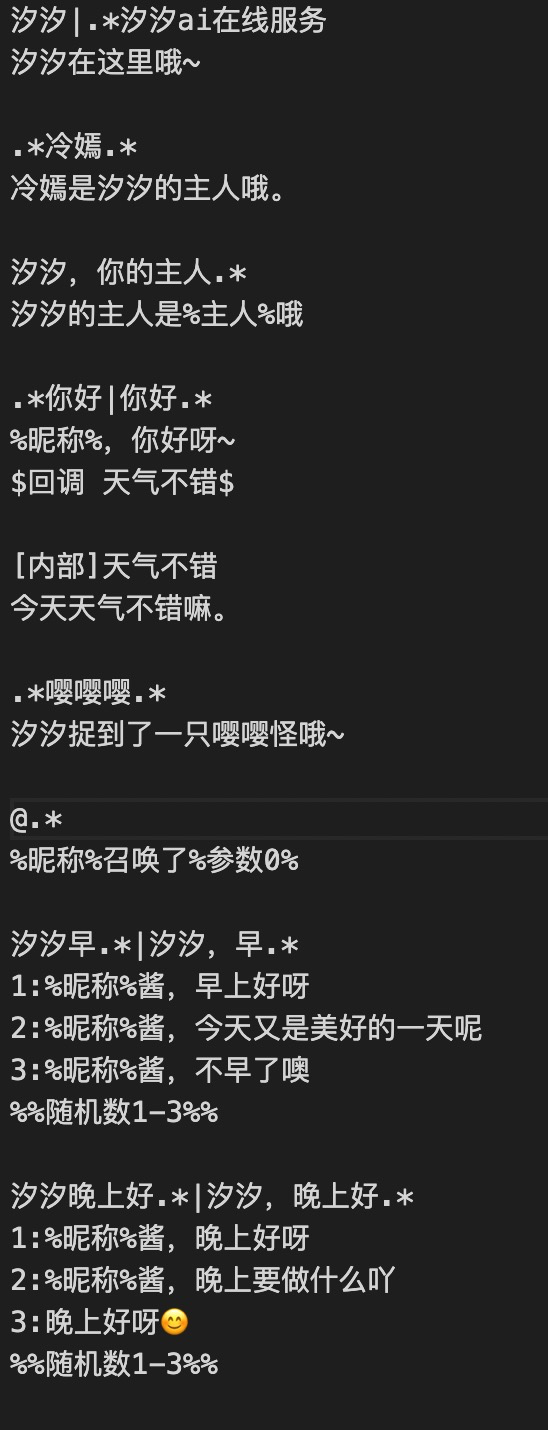 汐汐|.*汐汐ai在线服务
汐汐在这里哦~
.*冷嫣.*
冷嫣是汐汐的主人哦。
汐汐，你的主人.*
汐汐的主人是%主人%哦
.*你好|你好.*
%昵称%，你好呀~
$回调 天气不错$
[内部]天气不错
今天天气不错嘛。
.*嘤嘤嘤.*
汐汐捉到了一只嘤嘤怪哦~
@.*
%昵称%召唤了%参数0%
汐汐早.*|汐汐，早.*
1:%昵称%酱，早上好呀
2:%昵称%酱，今天又是美好的一天呢
3:%昵称%酱，不早了噢
%%随机数1-3%%
汐汐晚上好.*|汐汐，晚上好.*
1:%昵称%酱，晚上好呀
2:%昵称%酱，晚上要做什么吖
3:晚上好呀😊
%%随机数1-3%%